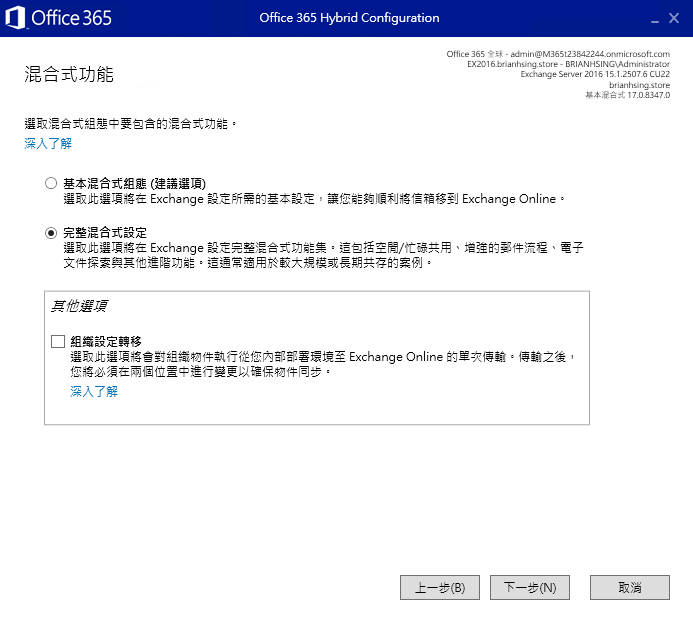 Office 365
Office 365 Hybrid Configuration
Office 365 全球 - admin@M365t23842244.onmicrosoft.com
EX2016.brianhsing.store - BRIANHSING\Administrator
Exchange Server 2016 15.1.2507.6 CU22
brianhsing.store
基本混合式 17.0.8347.0
混合式功能
選取混合式組態中要包含的混合式功能。
深入了解
基本混合式組態 (建議選項)
選取此選項將在 Exchange 設定所需的基本設定，讓您能夠順利將信箱移到 Exchange Online。
完整混合式設定
選取此選項將在 Exchange 設定完整混合式功能集。這包括空閒/忙碌共用、增強的郵件流程、電子
文件探索與其他進階功能。這通常適用於較大規模或長期共存的案例。
其他選項
組織設定轉移
選取此選項將會對組織物件執行從您內部部署環境至 Exchange Online 的單次傳輸。傳輸之後，
您將必須在兩個位置中進行變更以確保物件同步。
深入了解
上一步(B)
下一步(N)
取消